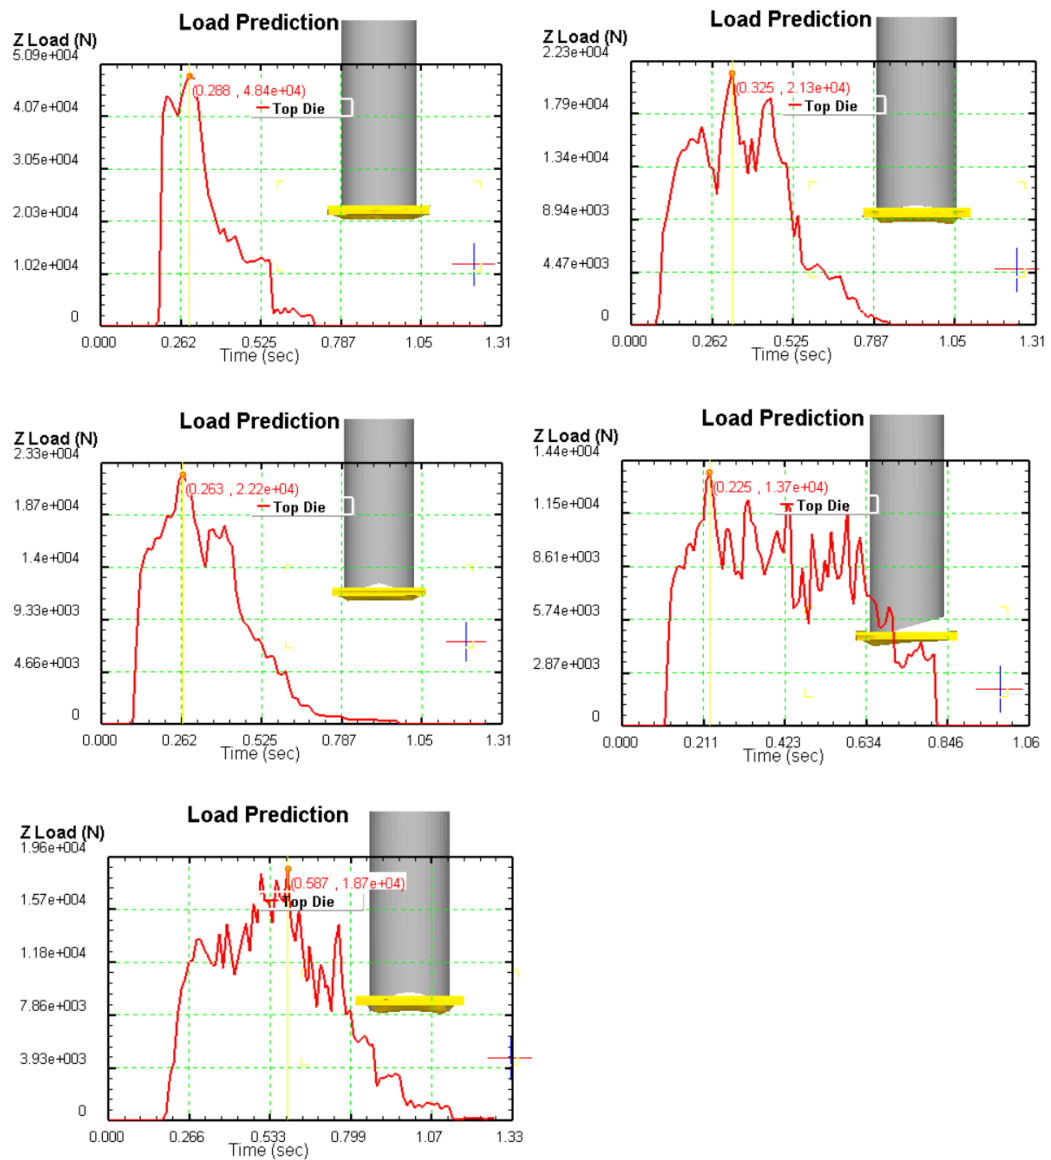 Load Prediction
Z Load (N)
5.09e+004
(0.288 , 4.84e+04)
Top Die
4.07e+004
3.05e+004
2.03e+004
1.02e+004
0
0.000 0.262 0.525 0.787 1.05 1.31
Time (sec)
Load Prediction
Z Load (N)
2.23e+004
(0.325 , 2.13e+04)
Top Die
1.79e+004
1.34e+004
8.94e+003
4.47e+003
0
0.000 0.262 0.525 0.787 1.05 1.31
Time (sec)
Load Prediction
Z Load (N)
2.33e+004
(0.263 , 2.22e+04)
Top Die
1.87e+004
1.4e+004
9.33e+003
4.66e+003
0
0.000 0.262 0.525 0.787 1.05 1.31
Time (sec)
Load Prediction
Z Load (N)
1.44e+004
(0.225 , 1.37e+04)
Top Die
1.15e+004
8.61e+003
5.74e+003
2.87e+003
0
0.000 0.211 0.423 0.634 0.846 1.06
Time (sec)
Load Prediction
Z Load (N)
1.96e+004
(0.587 , 1.87e+04)
Top Die
1.57e+004
1.18e+004
7.86e+003
3.93e+003
0
0.000 0.266 0.533 0.799 1.07 1.33
Time (sec)